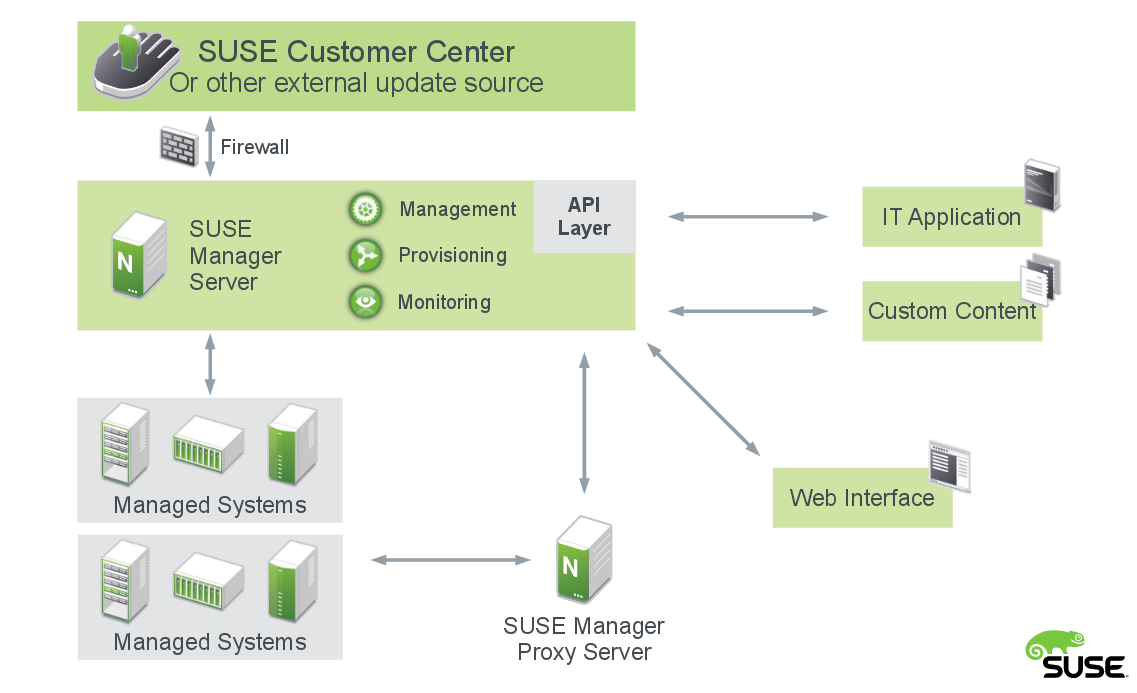 SUSE Customer Center
Or other external update source
Firewall
SUSE
Manager
Server
N
Management
Provisioning
Monitoring
API
Layer
IT Application
Custom Content
Managed Systems
Web Interface
Managed Systems
N
SUSE Manager
Proxy Server
SUSE